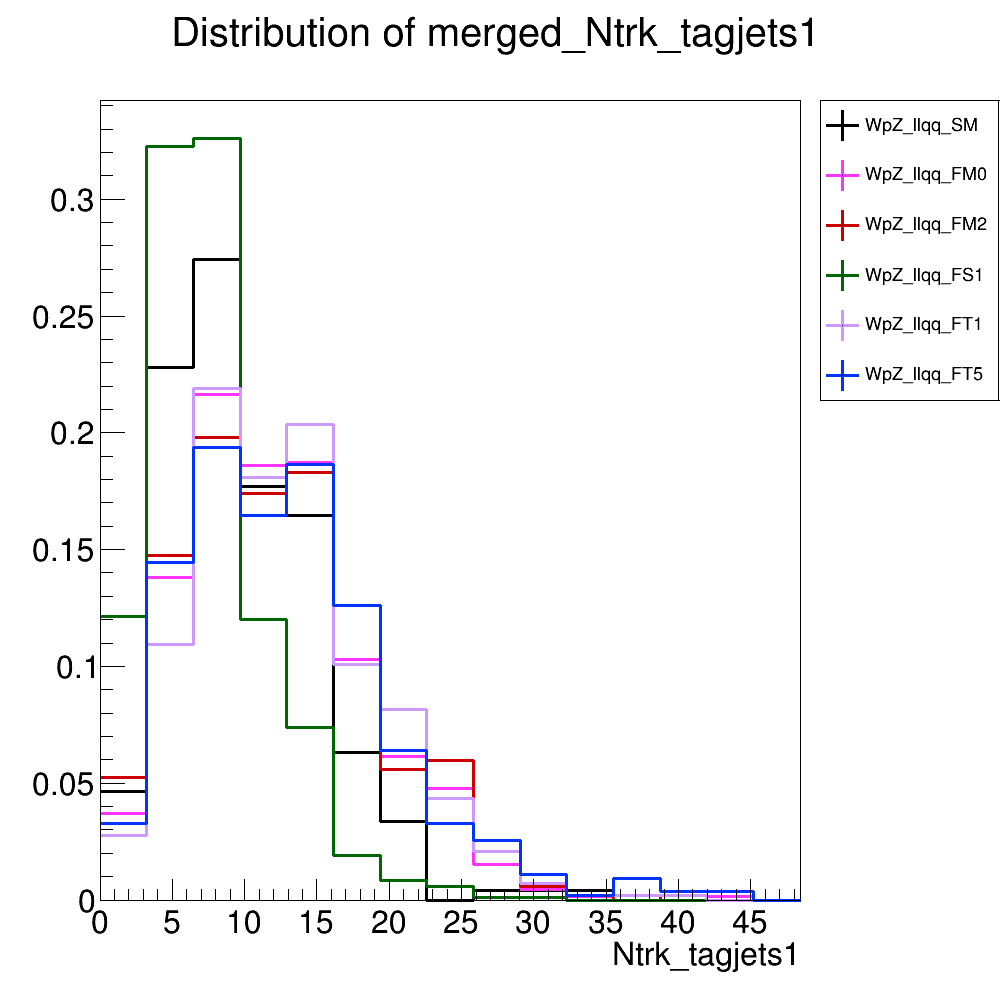 Distribution of merged_Ntrk_tagjets1
WpZ_llqq_SM
WpZ_llqq_FM0
WpZ_llqq_FM2
WpZ_llqq_FS1
WpZ_llqq_FT1
WpZ_llqq_FT5
0.3
0.25
0.2
0.15
0.1
0.05
0
0 5 10 15 20 25 30 35 40 45
Ntrk_tagjets1